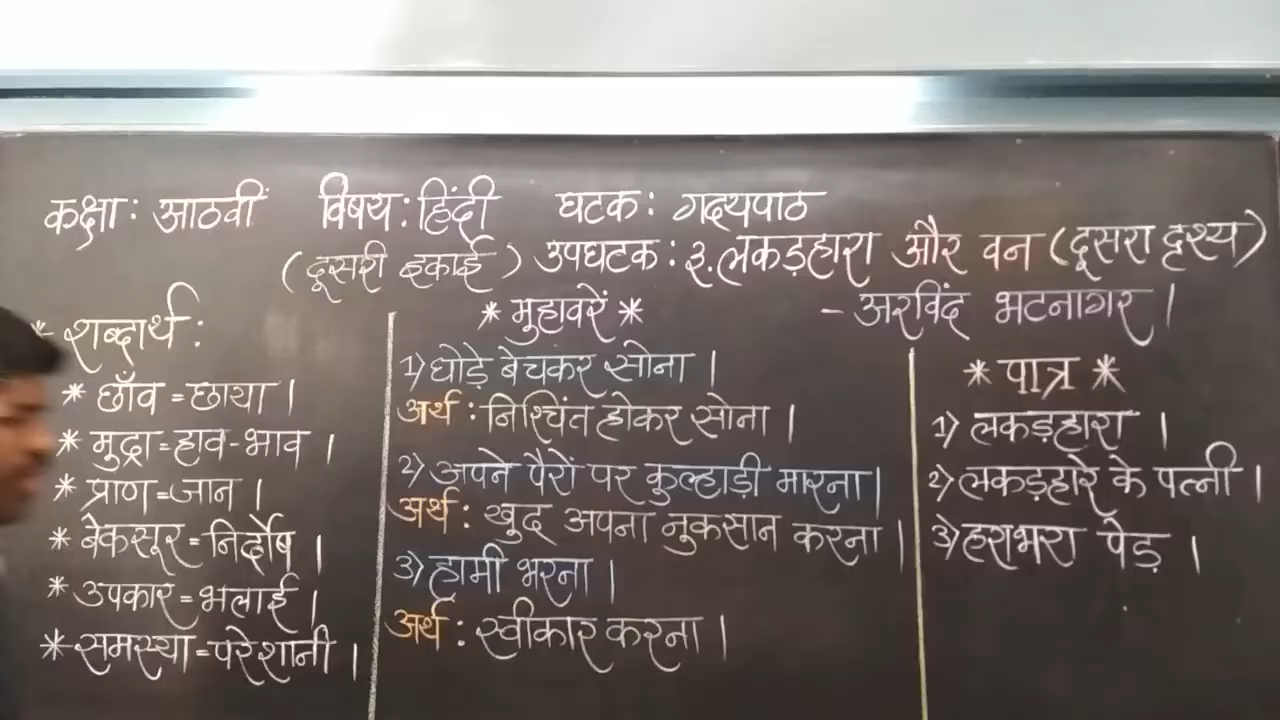 कक्षा: आठवीं विषय: हिंदी घटक: गद्यपाठ
(दूसरी इकाई) उपघटक: ३. लकड़हारा और वन (दूसरा दृश्य)
- अरविंद भटनागर।
* शब्दार्थ:
* छाँव = छाया।
* मुद्रा = हाव-भाव।
* प्राण = जान।
* बेकसूर = निर्दोष।
* उपकार = भलाई।
* समस्या = परेशानी।
* मुहावरें *
1) घोड़े बेचकर सोना।
अर्थ: निश्चिंत होकर सोना।
2) अपने पैरों पर कुल्हाड़ी मारना।
अर्थ: खुद अपना नुकसान करना।
3) हामी भरना।
अर्थ: स्वीकार करना।
* पात्र *
1) लकड़हारा।
2) लकड़हारे के पत्नी।
3) हराभरा पेड़।